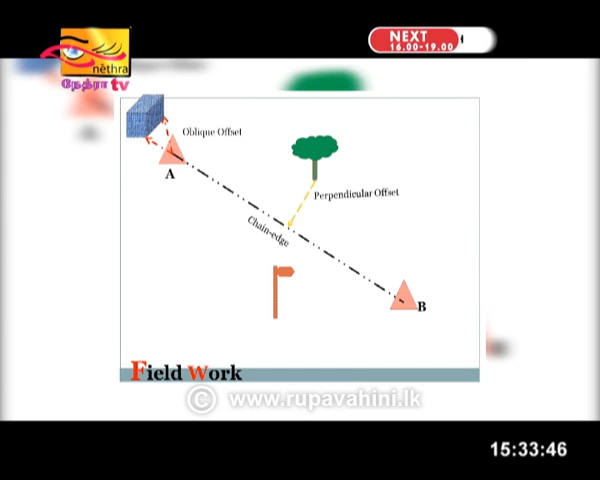 NEXT
16.00-19.00
nēthra
நேத்ரா tv
Oblique Offset
A
Perpendicular Offset
Chain-edge
B
Field Work
© www.rupavahini.lk
15:33:46